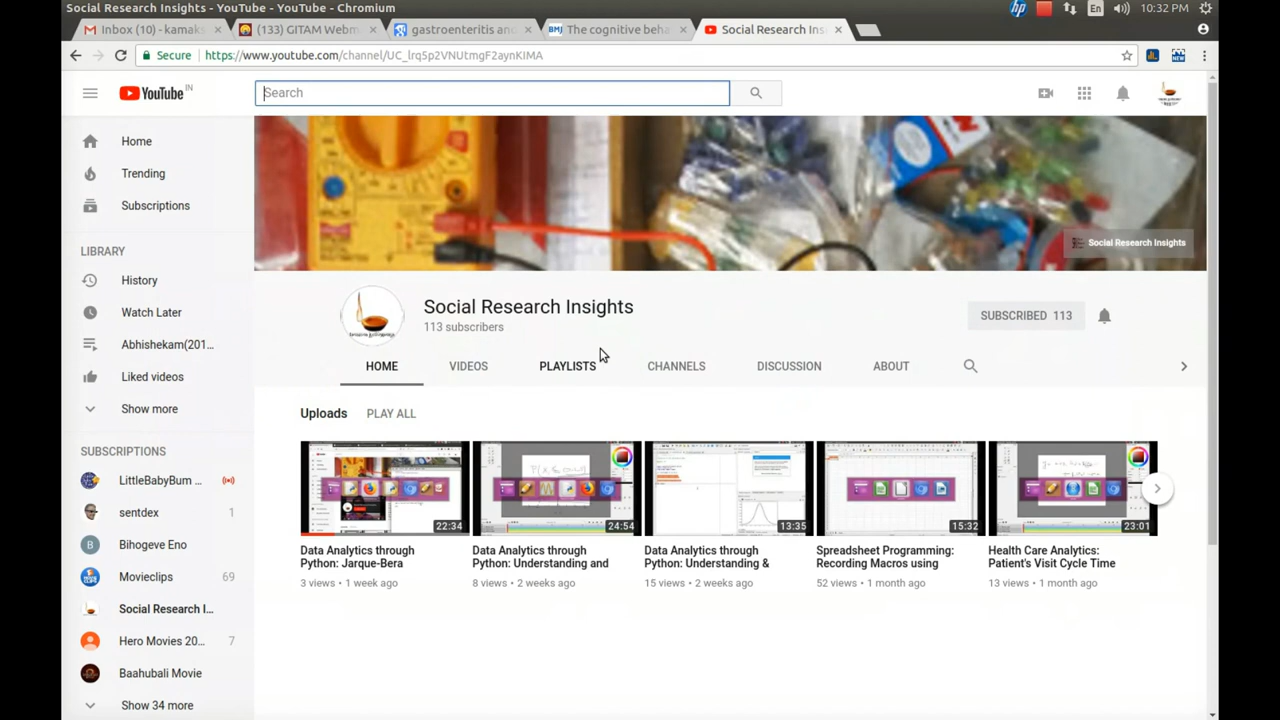 Social Research Insights - YouTube - YouTube - Chromium
En
10:32 PM
Inbox (10) - kamaks
(133) GITAM Webm
gastroenteritis and
BMJ
The cognitive beha
Social Research Ins
Secure
https://www.youtube.com/channel/UC_lrq5p2VNUtmgF2aynKIMA
NEW
YouTube IN
Search
Home
Trending
Subscriptions
LIBRARY
History
Watch Later
Abhishekam(201...
Liked videos
Show more
SUBSCRIPTIONS
LittleBabyBum ...
sentdex 1
B Bihogeve Eno
Movieclips 69
Social Research I...
Hero Movies 20... 7
Baahubali Movie
Show 34 more
Social Research Insights
Social Research Insights
113 subscribers
SUBSCRIBED 113
HOME VIDEOS PLAYLISTS CHANNELS DISCUSSION ABOUT
Uploads PLAY ALL
22:34
24:54
13:35
15:32
23:01
Data Analytics through
Python: Jarque-Bera
3 views • 1 week ago
Data Analytics through
Python: Understanding and
8 views • 2 weeks ago
Data Analytics through
Python: Understanding &
15 views • 2 weeks ago
Spreadsheet Programming:
Recording Macros using
52 views • 1 month ago
Health Care Analytics:
Patient's Visit Cycle Time
13 views • 1 month ago